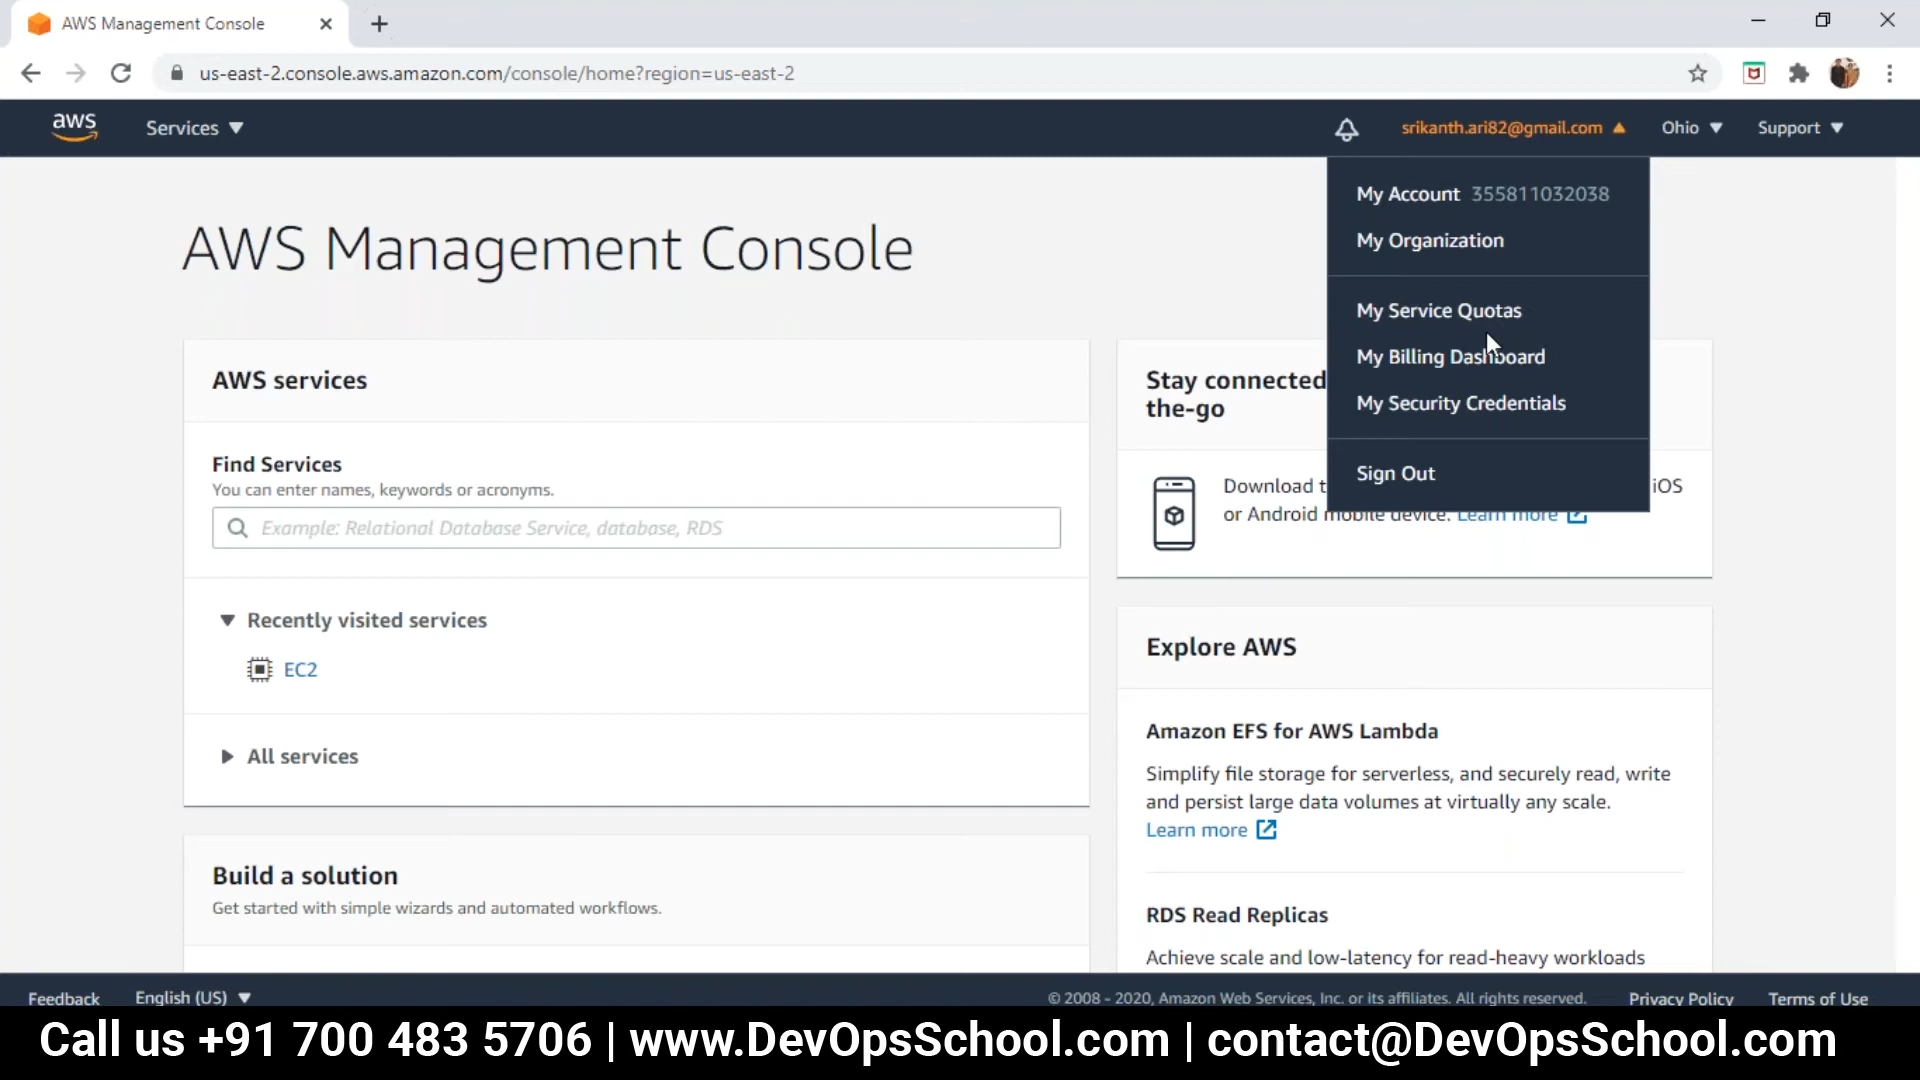 AWS Management Console
us-east-2.console.aws.amazon.com/console/home?region=us-east-2
aws
Services
srikanth.ari82@gmail.com
Ohio
Support
My Account 355811032038
My Organization
My Service Quotas
My Billing Dashboard
My Security Credentials
Sign Out
AWS Management Console
AWS services
Find Services
You can enter names, keywords or acronyms.
Example: Relational Database Service, database, RDS
Recently visited services
EC2
All services
Build a solution
Get started with simple wizards and automated workflows.
Stay connected
the-go
Download t
iOS
or Android mobile device. Learn more
Explore AWS
Amazon EFS for AWS Lambda
Simplify file storage for serverless, and securely read, write
and persist large data volumes at virtually any scale.
Learn more
RDS Read Replicas
Achieve scale and low-latency for read-heavy workloads
Feedback
English (US)
© 2008 - 2020, Amazon Web Services, Inc. or its affiliates. All rights reserved.
Privacy Policy
Terms of Use
Call us +91 700 483 5706 | www.DevOpsSchool.com | contact@DevOpsSchool.com